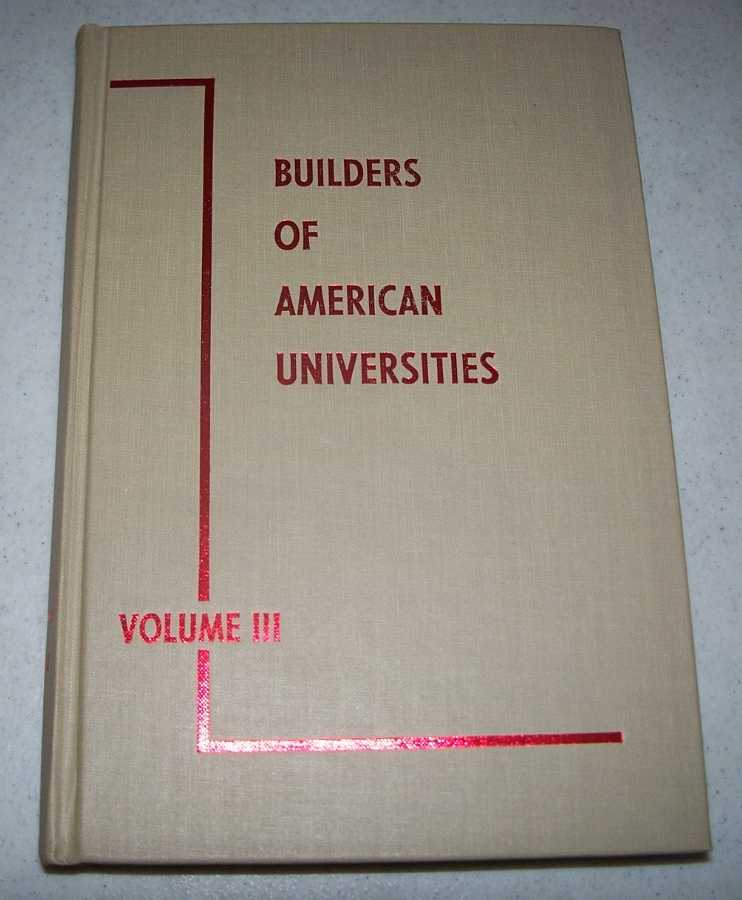 BUILDERS
OF
AMERICAN
UNIVERSITIES
VOLUME III